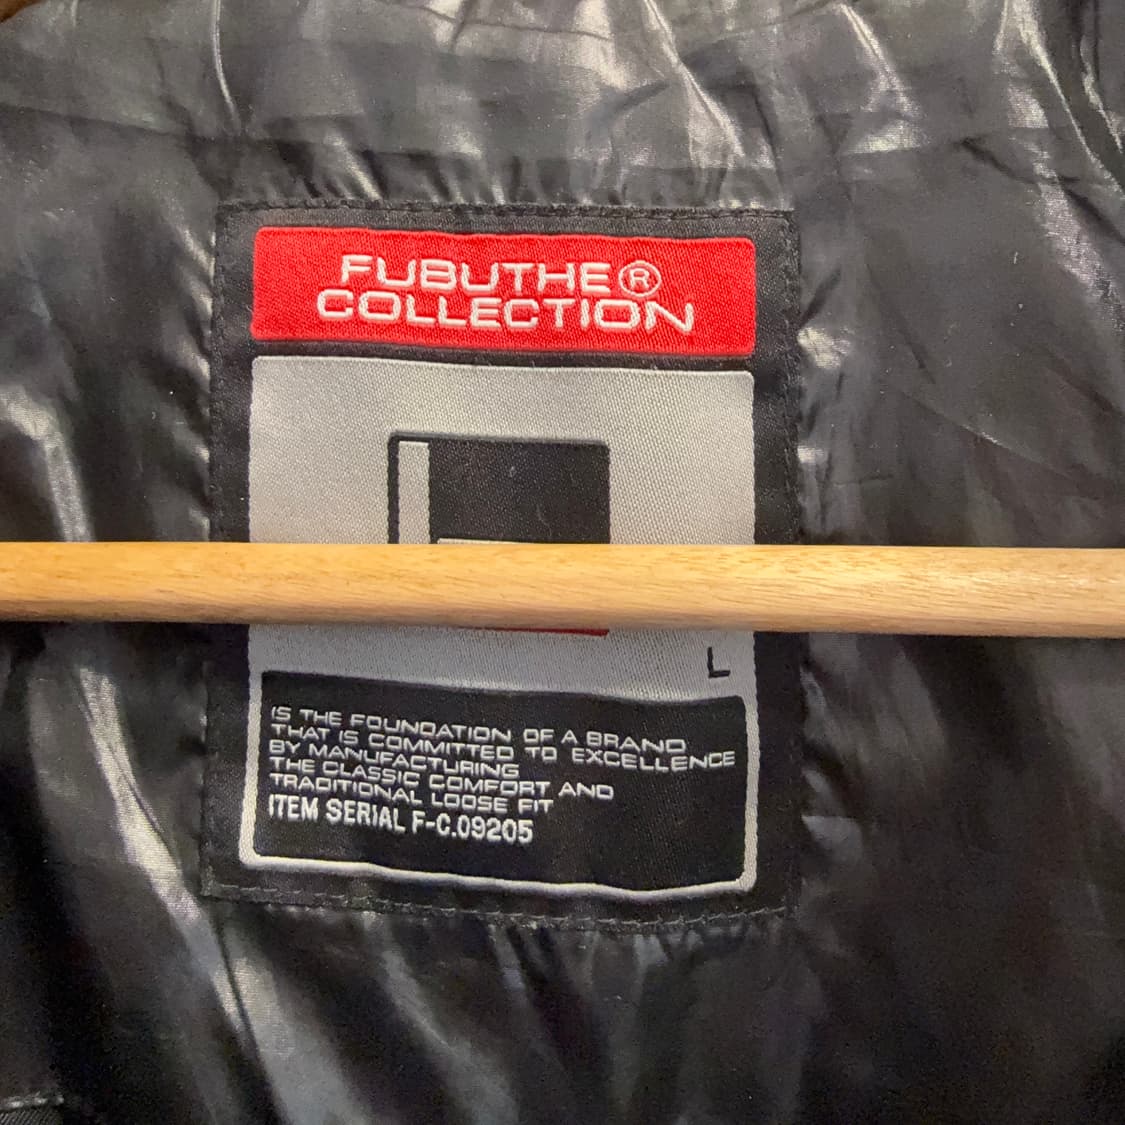 FUBUTHE®
COLLECTION
L
IS THE FOUNDATION OF A BRAND
THAT IS COMMITTED TO EXCELLENCE
BY MANUFACTURING
THE CLASSIC COMFORT AND
TRADITIONAL LOOSE FIT
ITEM SERIAL F-C.09205